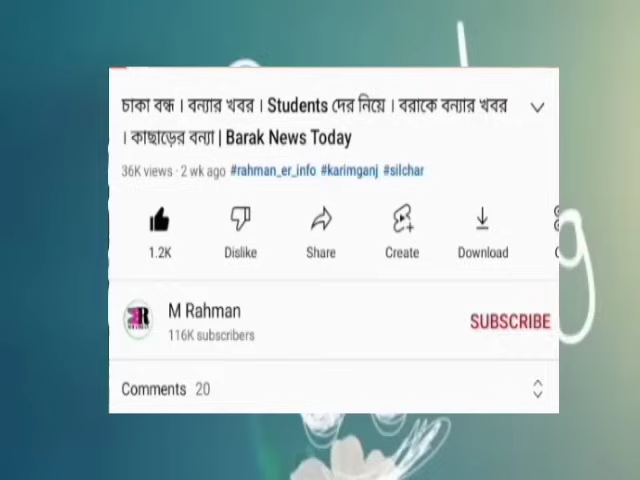 চাকা বন্ধ । বন্যার খবর । Students দের নিয়ে । বরাকে বন্যার খবর
। কাছাড়ের বন্যা | Barak News Today
36K views · 2 wk ago #rahman_er_info #karimganj #silchar
1.2K Dislike Share Create Download
M Rahman
116K subscribers
SUBSCRIBE
Comments 20